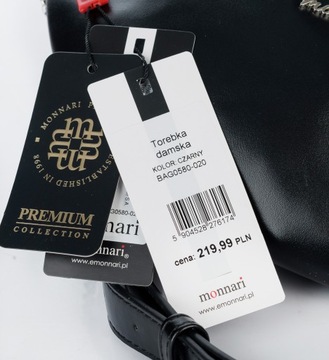 MONNARI
ESTABLISHED IN 1998
PREMIUM
COLLECTION
monnari
www.emonnari.pl
Torebka
damska
KOLOR: CZARNY
BAG0580-020
5 904528 276174
cena: 219,99 PLN
monnari
www.emonnari.pl